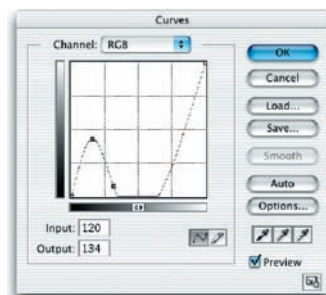 Curves
Channel: RGB
OK
Cancel
Load...
Save...
Smooth
Auto
Options...
Input: 120
Output: 134
Preview